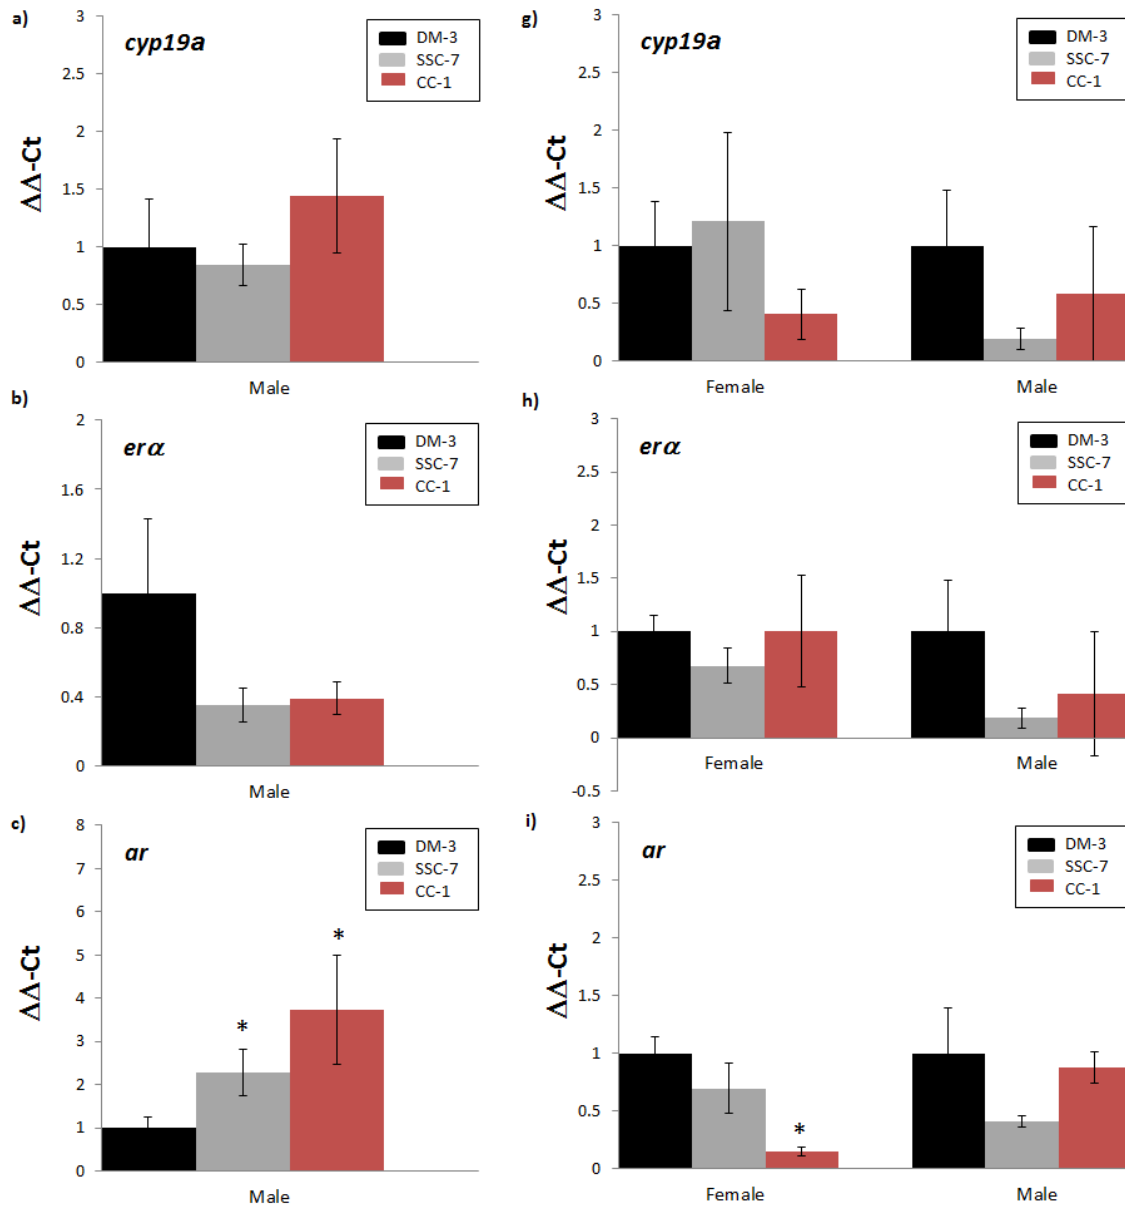 a)
cyp19a
3
2.5
2
1.5
1
0.5
0
ΔΔ-Ct
DM-3
SSC-7
CC-1
Male
b)
erα
2
1.6
1.2
0.8
0.4
0
ΔΔ-Ct
DM-3
SSC-7
CC-1
Male
c)
ar
8
7
6
5
4
3
2
1
0
ΔΔ-Ct
DM-3
SSC-7
CC-1
*
*
Male
g)
cyp19a
3
2.5
2
1.5
1
0.5
0
ΔΔ-Ct
DM-3
SSC-7
CC-1
Female Male
h)
erα
3
2.5
2
1.5
1
0.5
0
-0.5
ΔΔ-Ct
DM-3
SSC-7
CC-1
Female Male
i)
ar
3
2.5
2
1.5
1
0.5
0
ΔΔ-Ct
DM-3
SSC-7
CC-1
*
Female Male